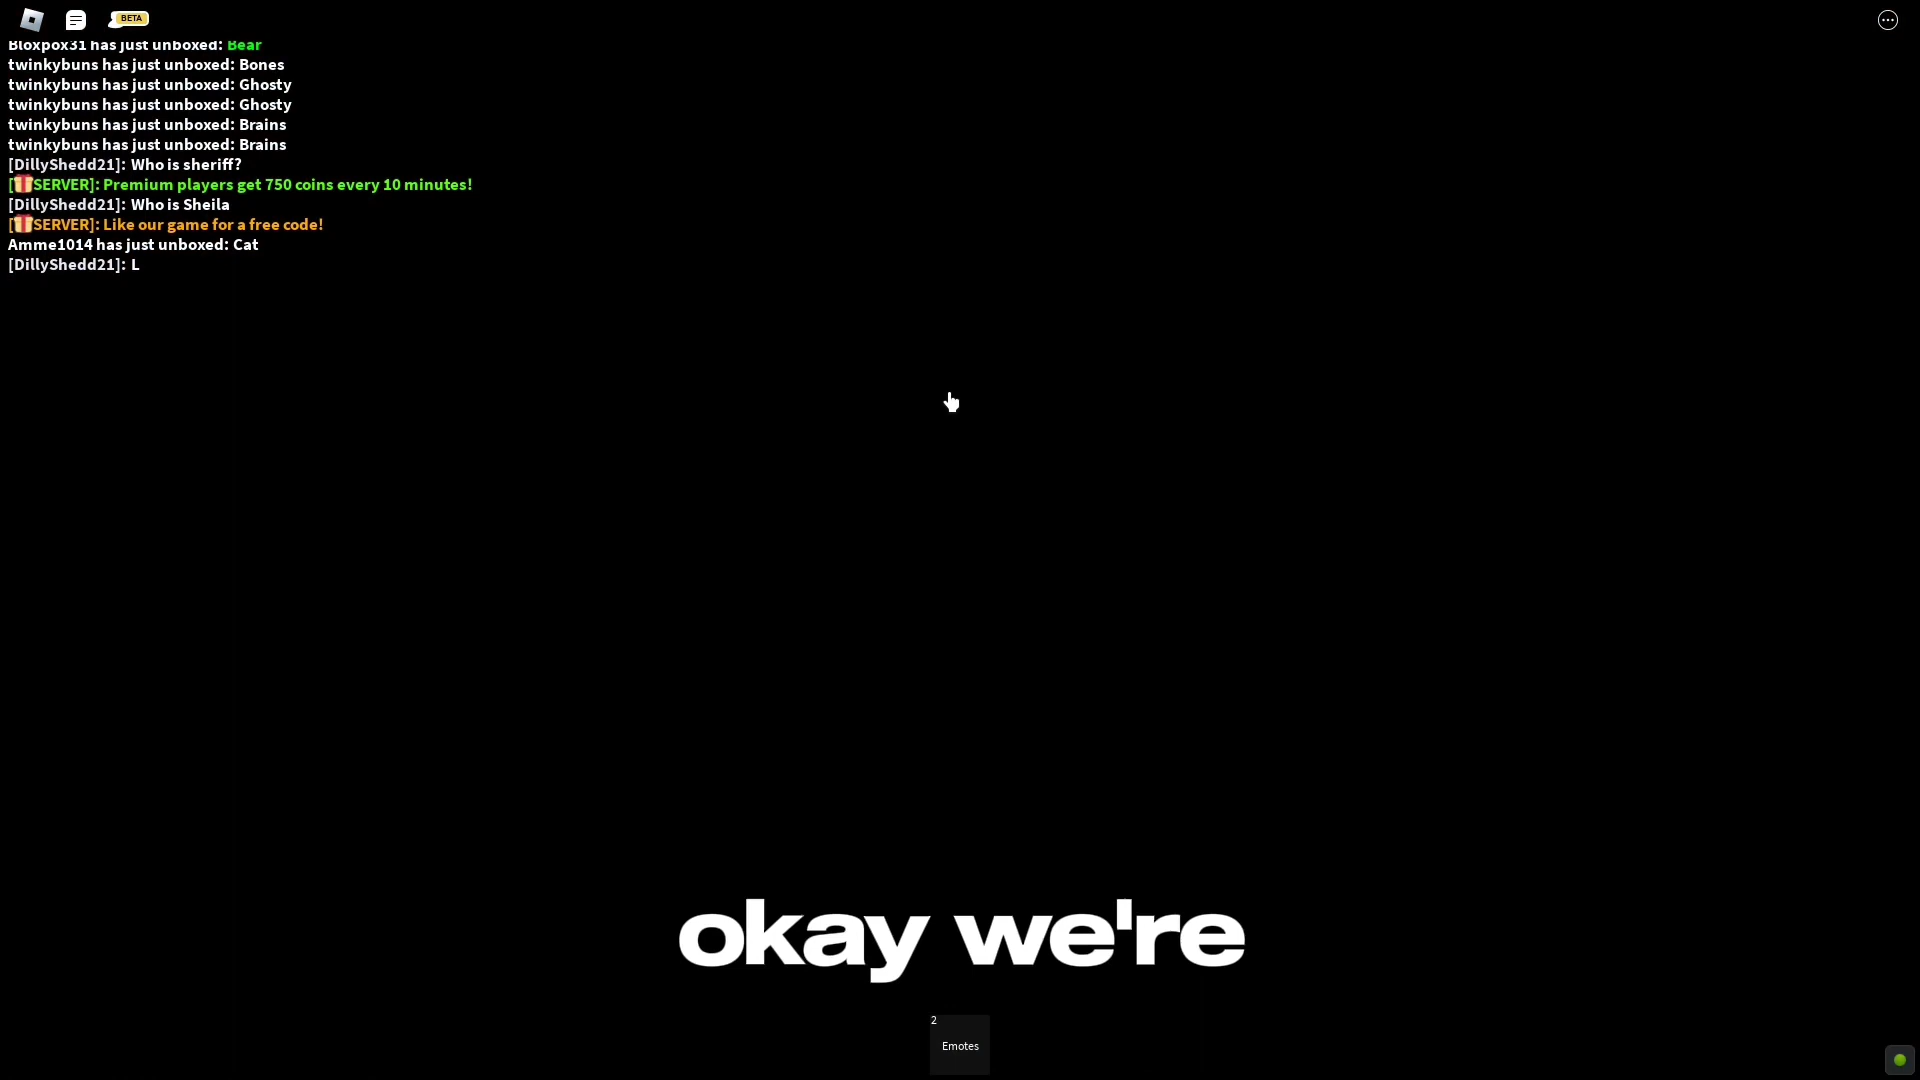 BETA
Bloxpox31 has just unboxed: Bear
twinkybuns has just unboxed: Bones
twinkybuns has just unboxed: Ghosty
twinkybuns has just unboxed: Ghosty
twinkybuns has just unboxed: Brains
twinkybuns has just unboxed: Brains
[DillyShedd21]: Who is sheriff?
[🎁SERVER]: Premium players get 750 coins every 10 minutes!
[DillyShedd21]: Who is Sheila
[🎁SERVER]: Like our game for a free code!
Amme1014 has just unboxed: Cat
[DillyShedd21]: L
okay we're
2
Emotes